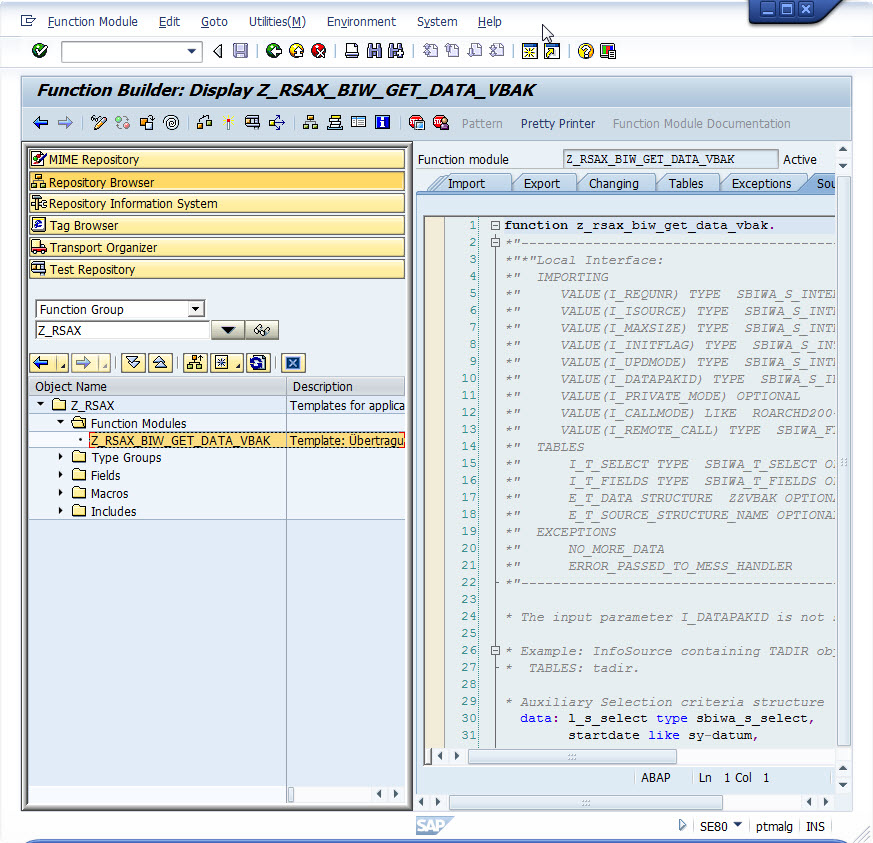 Function Module Edit Goto Utilities(M) Environment System Help
Function Builder: Display Z_RSAX_BIW_GET_DATA_VBAK
Pattern Pretty Printer Function Module Documentation
MIME Repository
Repository Browser
Repository Information System
Tag Browser
Transport Organizer
Test Repository
Function Group
Z_RSAX
Object Name Description
Z_RSAX Templates for applica
Function Modules
Z_RSAX_BIW_GET_DATA_VBAK Template: Übertragu
Type Groups
Fields
Macros
Includes
Function module Z_RSAX_BIW_GET_DATA_VBAK Active
Import Export Changing Tables Exceptions Sou
1 function z_rsax_biw_get_data_vbak.
2 *"----------------------------------------
3 *"*"Local Interface:
4 *" IMPORTING
5 *" VALUE(I_REQUNR) TYPE SBIWA_S_INTE
6 *" VALUE(I_ISOURCE) TYPE SBIWA_S_INT
7 *" VALUE(I_MAXSIZE) TYPE SBIWA_S_INT
8 *" VALUE(I_INITFLAG) TYPE SBIWA_S_IN
9 *" VALUE(I_UPDMODE) TYPE SBIWA_S_INT
10 *" VALUE(I_DATAPAKID) TYPE SBIWA_S_I
11 *" VALUE(I_PRIVATE_MODE) OPTIONAL
12 *" VALUE(I_CALLMODE) LIKE ROARCHD200-
13 *" VALUE(I_REMOTE_CALL) TYPE SBIWA_F
14 *" TABLES
15 *" I_T_SELECT TYPE SBIWA_T_SELECT O
16 *" I_T_FIELDS TYPE SBIWA_T_FIELDS O
17 *" E_T_DATA STRUCTURE ZZVBAK OPTION
18 *" E_T_SOURCE_STRUCTURE_NAME OPTIONA
19 *" EXCEPTIONS
20 *" NO_MORE_DATA
21 *" ERROR_PASSED_TO_MESS_HANDLER
22 *"----------------------------------------
23
24 * The input parameter I_DATAPAKID is not
25
26 * Example: InfoSource containing TADIR obj
27 * TABLES: tadir.
28
29 * Auxiliary Selection criteria structure
30 data: l_s_select type sbiwa_s_select,
31 startdate like sy-datum,
ABAP Ln 1 Col 1
SAP SE80 ptmalg INS